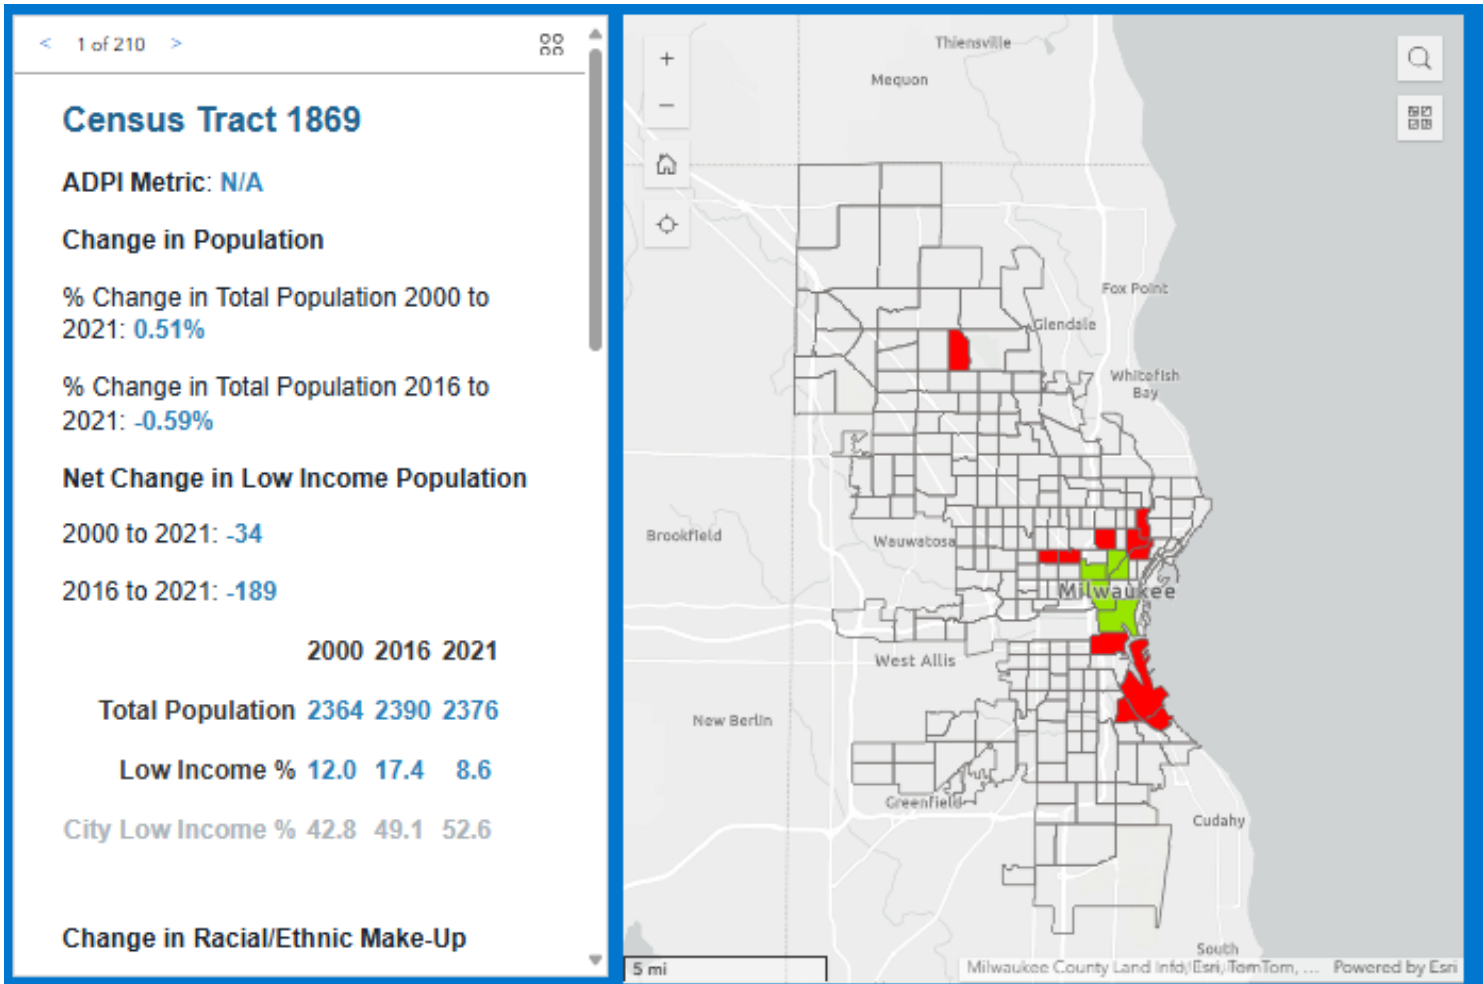 < 1 of 210 >
Census Tract 1869
ADPI Metric: N/A
Change in Population
% Change in Total Population 2000 to
2021: 0.51%
% Change in Total Population 2016 to
2021: -0.59%
Net Change in Low Income Population
2000 to 2021: -34
2016 to 2021: -189
2000 2016 2021
Total Population 2364 2390 2376
Low Income % 12.0 17.4 8.6
City Low Income % 42.8 49.1 52.6
Change in Racial/Ethnic Make-Up
+
−
Thiensville
Mequon
Fox Point
Glendale
Whitefish
Bay
Brookfield
Wauwatosa
Milwaukee
West Allis
New Berlin
Greenfield
Cudahy
South
5 mi
Milwaukee County Land Info, Esri, TomTom, ... Powered by Esri